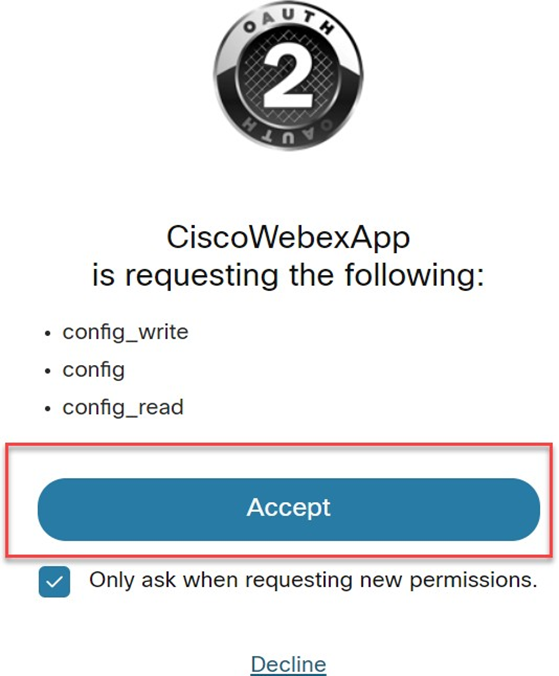 OAUTH
2
OAUTH
CiscoWebexApp
is requesting the following:
• config_write
• config
• config_read
Accept
Only ask when requesting new permissions.
Decline